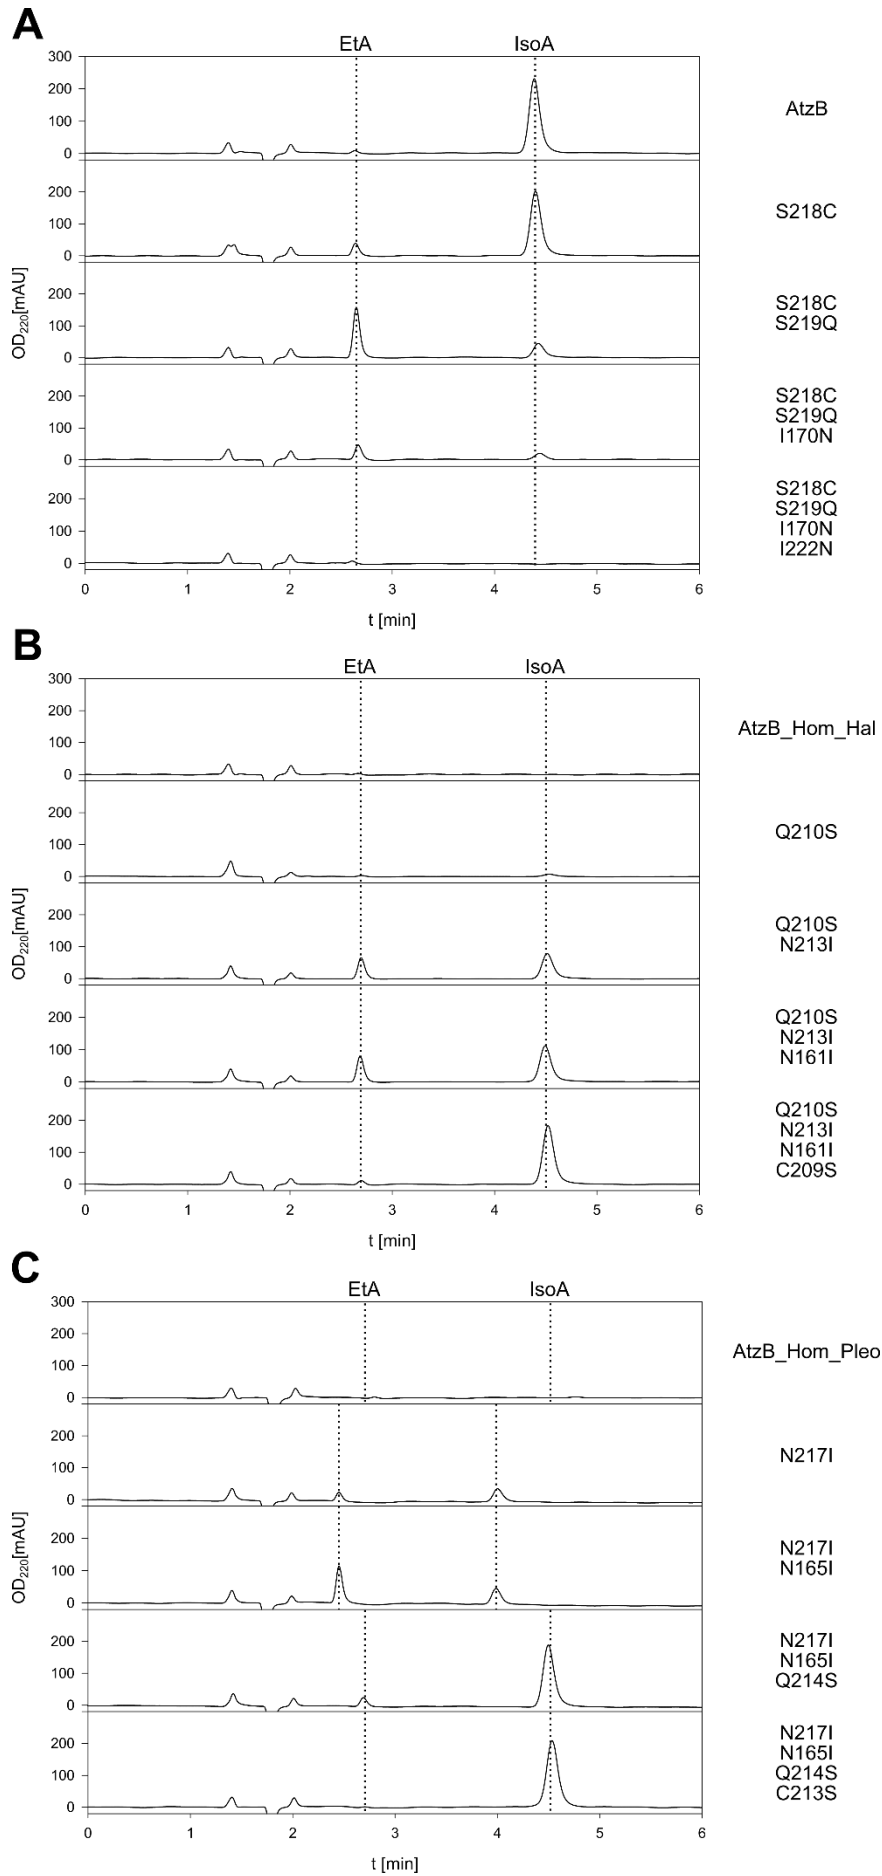 A
EtA IsoA
300
200
100
0
AtzB
200
100
0
S218C
200
100
0
S218C
S219Q
200
100
0
S218C
S219Q
I170N
200
100
0
S218C
S219Q
I170N
I222N
OD220[mAU]
0 1 2 3 4 5 6
t [min]
B
EtA IsoA
300
200
100
0
AtzB_Hom_Hal
200
100
0
Q210S
200
100
0
Q210S
N213I
200
100
0
Q210S
N213I
N161I
200
100
0
Q210S
N213I
N161I
C209S
OD220[mAU]
0 1 2 3 4 5 6
t [min]
C
EtA IsoA
300
200
100
0
AtzB_Hom_Pleo
200
100
0
N217I
200
100
0
N217I
N165I
200
100
0
N217I
N165I
Q214S
200
100
0
N217I
N165I
Q214S
C213S
OD220[mAU]
0 1 2 3 4 5 6
t [min]